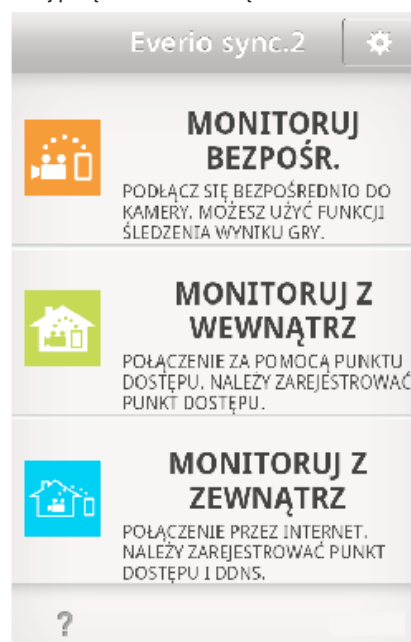 Everio sync.2
MONITORUJ
BEZPOŚR.
PODŁĄCZ SIĘ BEZPOŚREDNIO DO
KAMERY. MOŻESZ UŻYĆ FUNKCJI
ŚLEDZENIA WYNIKU GRY.
MONITORUJ Z
WEWNĄTRZ
POŁĄCZENIE ZA POMOCĄ PUNKTU
DOSTĘPU. NALEŻY ZAREJESTROWAĆ
PUNKT DOSTĘPU.
MONITORUJ Z
ZEWNĄTRZ
POŁĄCZENIE PRZEZ INTERNET.
NALEŻY ZAREJESTROWAĆ PUNKT
DOSTĘPU I DDNS.
?